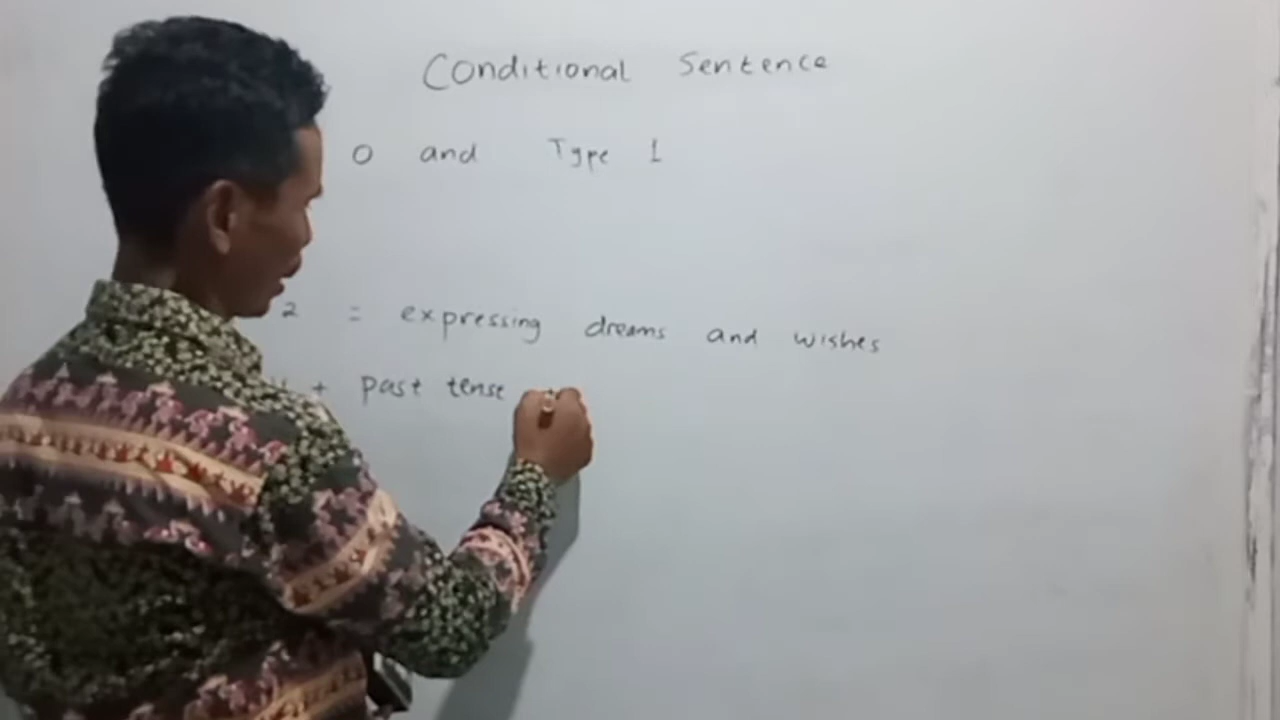 Conditional Sentence
0 and Type 1
2 = expressing dreams and wishes
+ past tense